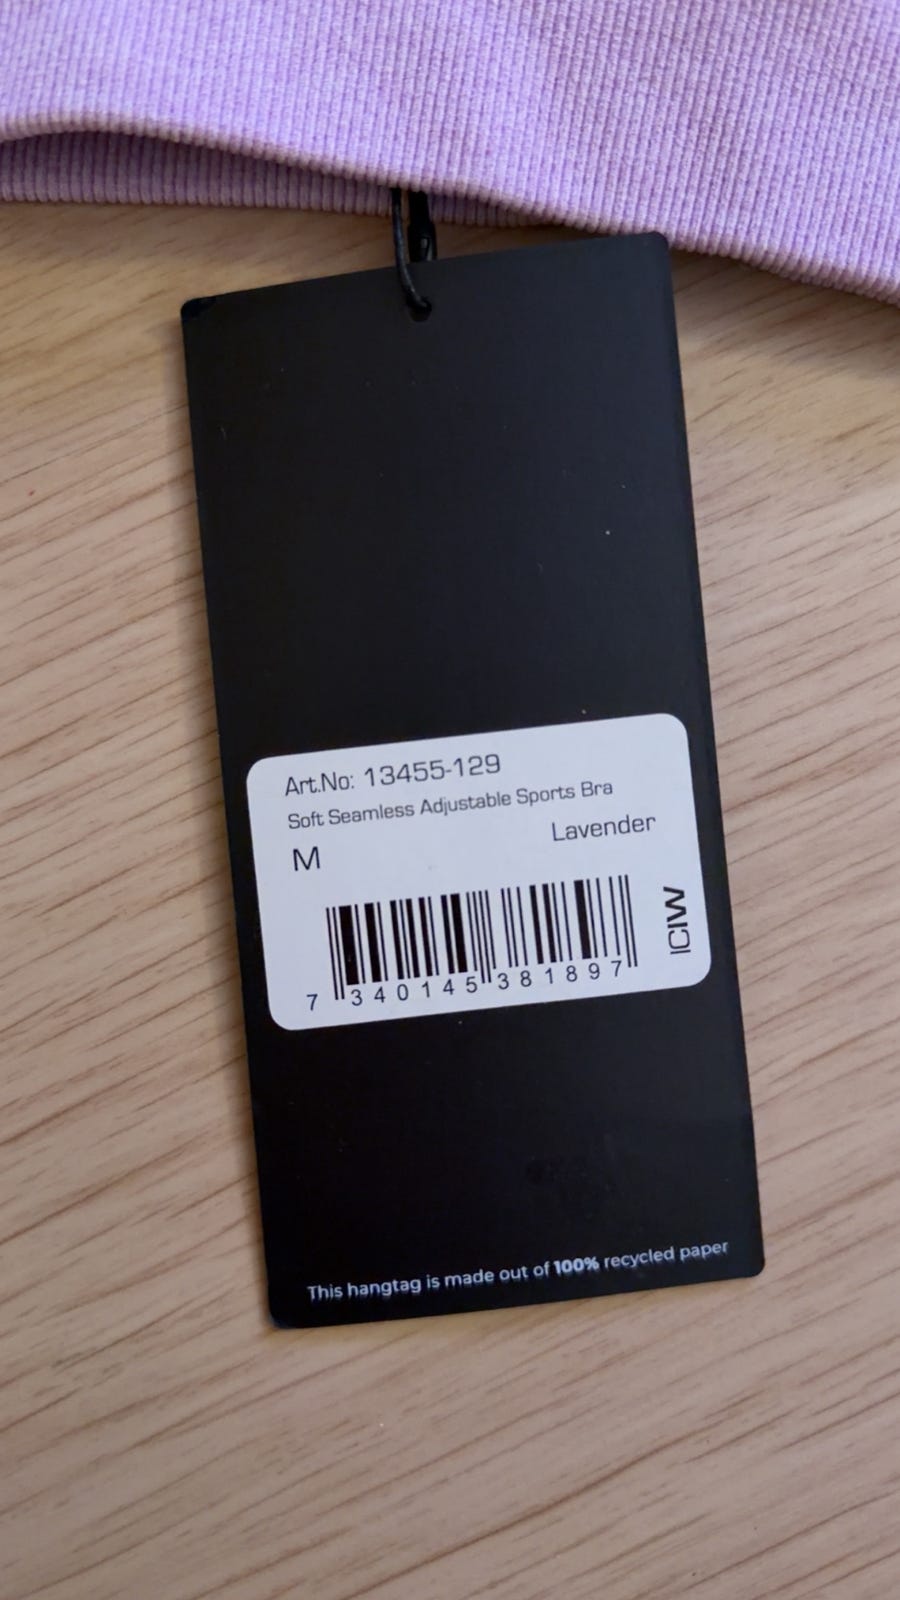 Art.No: 13455-129
Soft Seamless Adjustable Sports Bra
Lavender
M
ICIW
7 340145 381897
This hangtag is made out of 100% recycled paper